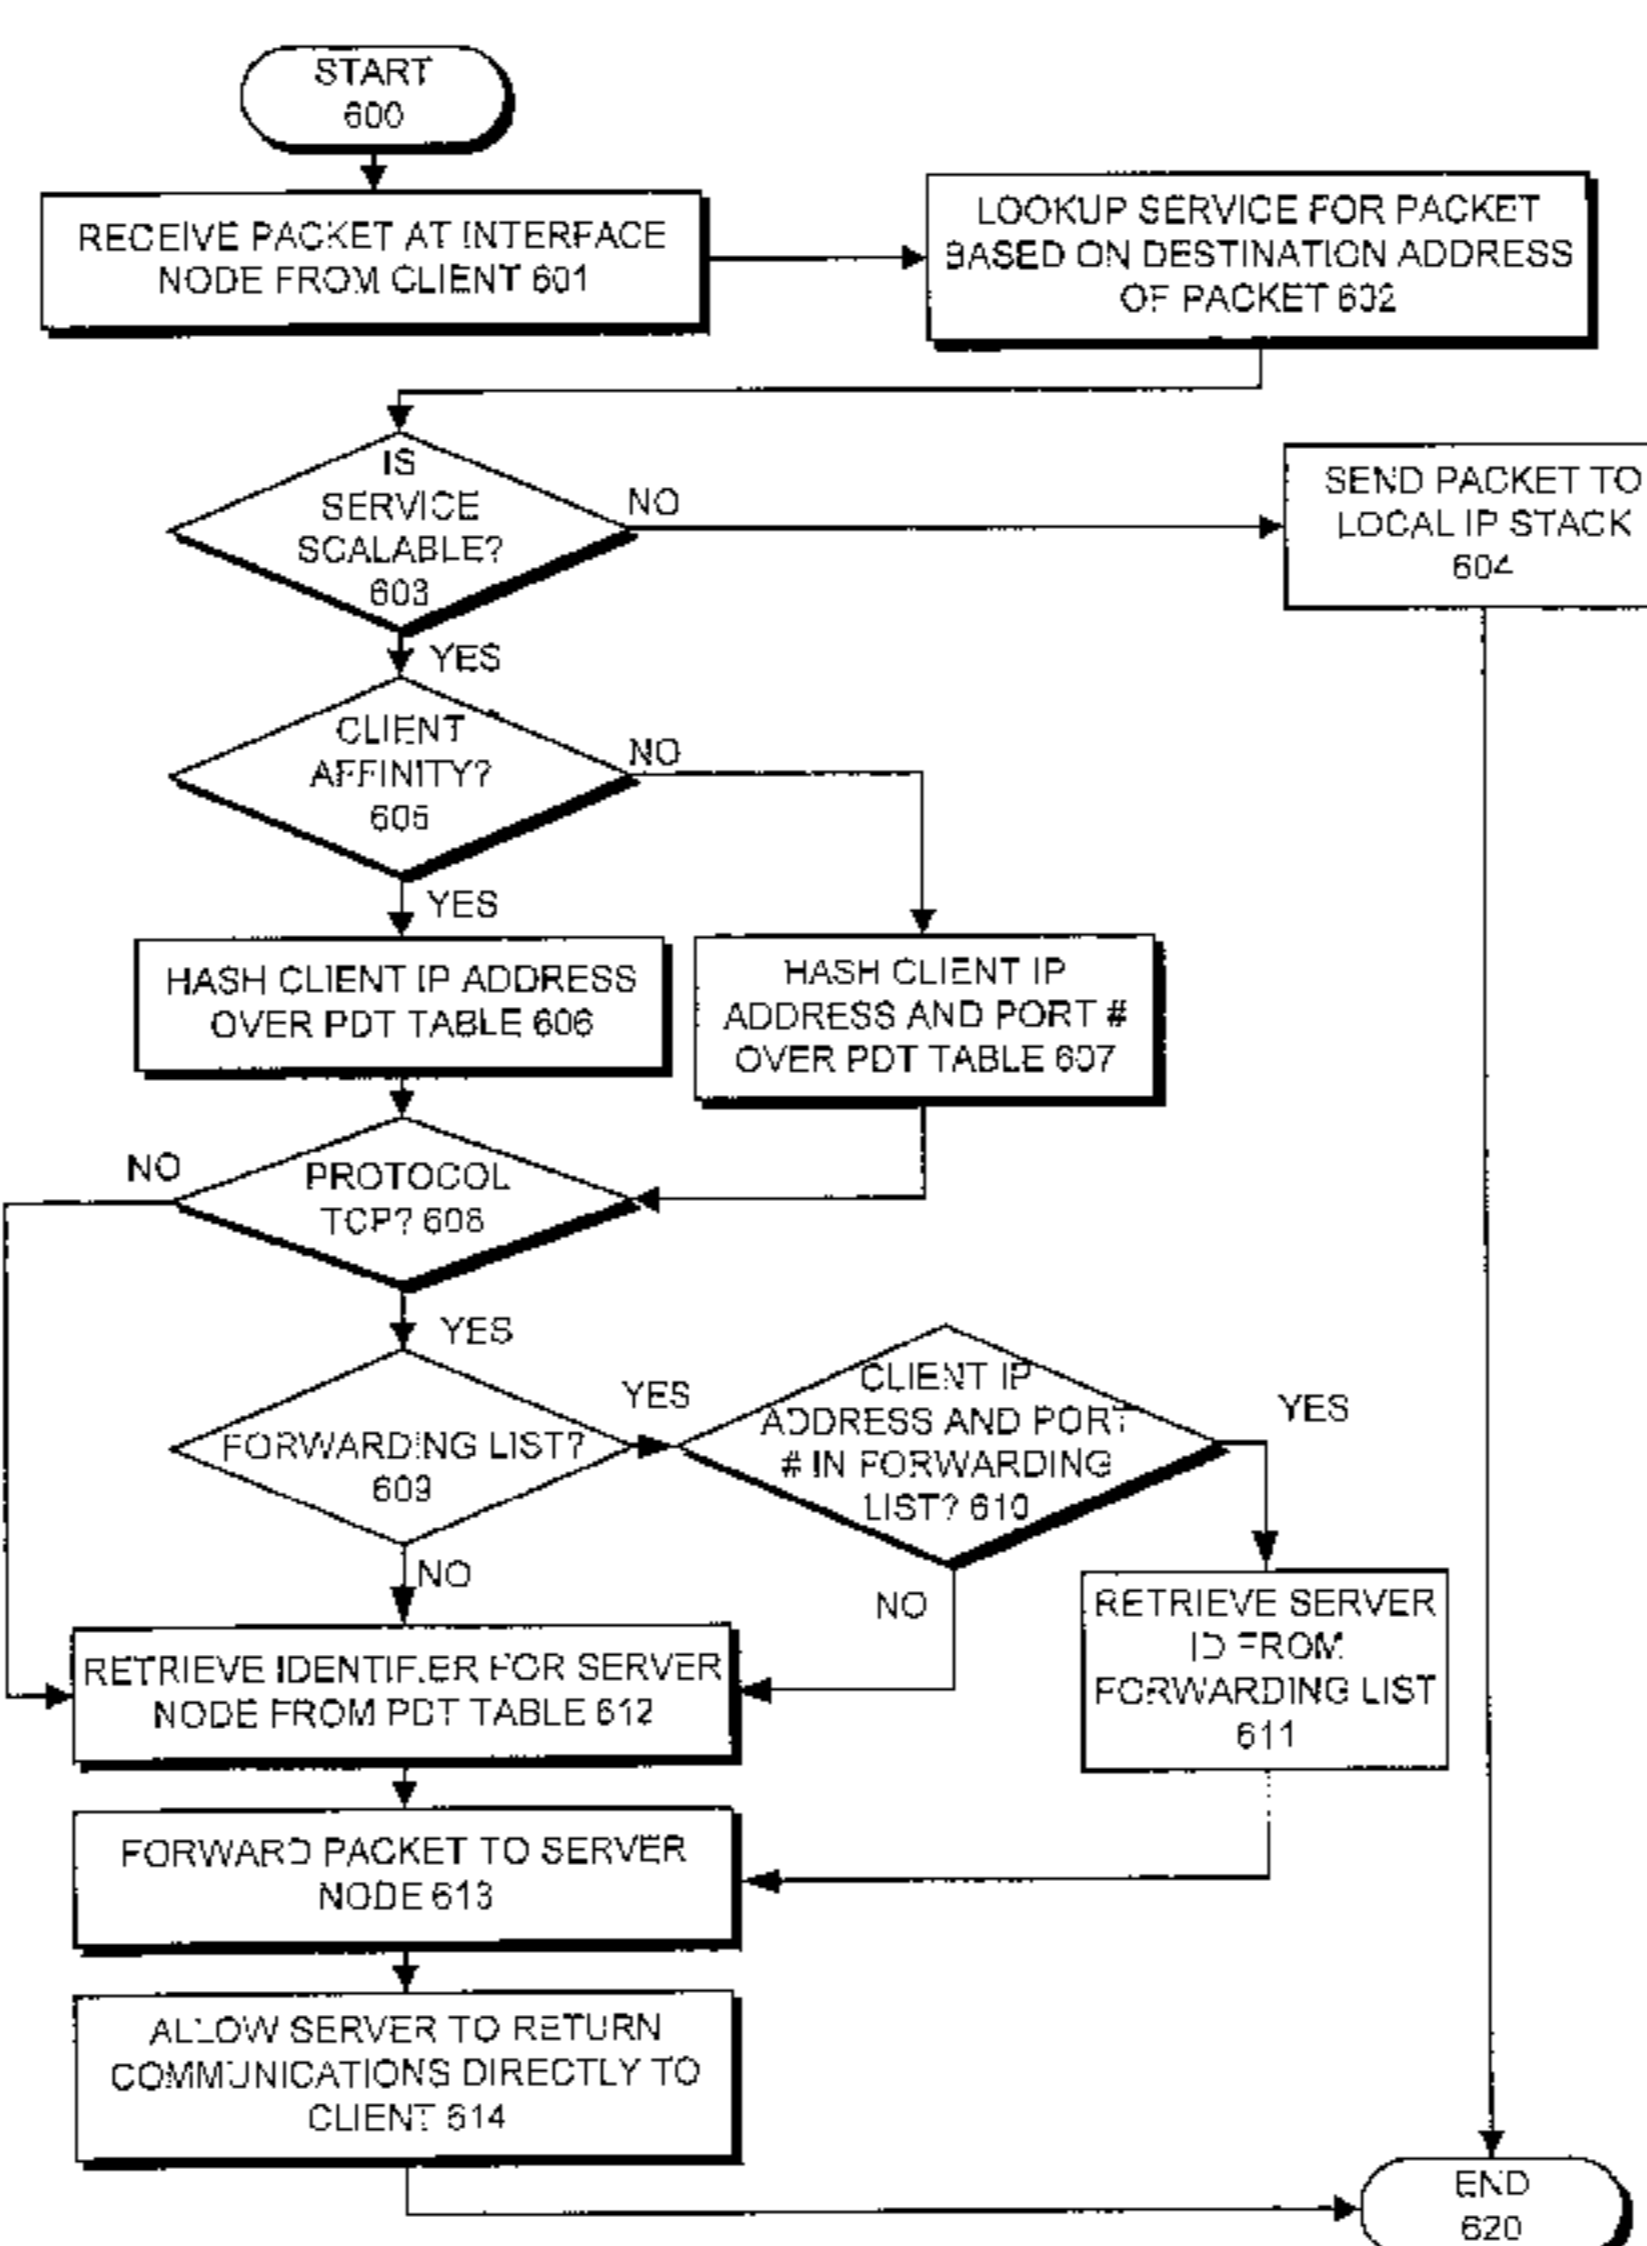 START
600
RECEIVE PACKET AT INTERFACE
NODE FROM CLIENT 601
LOOKUP SERVICE FOR PACKET
BASED ON DESTINATION ADDRESS
OF PACKET 602
IS
SERVICE
SCALABLE?
603
NO
SEND PACKET TO
LOCAL IP STACK
604
YES
CLIENT
AFFINITY?
605
NO
YES
HASH CLIENT IP ADDRESS
OVER PDT TABLE 606
HASH CLIENT IP
ADDRESS AND PORT #
OVER PDT TABLE 607
NO
PROTOCOL
TCP? 608
YES
FORWARDING LIST?
609
YES
CLIENT IP
ADDRESS AND PORT
# IN FORWARDING
LIST? 610
YES
NO
NO
RETRIEVE SERVER
ID FROM
FORWARDING LIST
611
RETRIEVE IDENTIFIER FOR SERVER
NODE FROM PDT TABLE 612
FORWARD PACKET TO SERVER
NODE 613
ALLOW SERVER TO RETURN
COMMUNICATIONS DIRECTLY TO
CLIENT 614
END
620